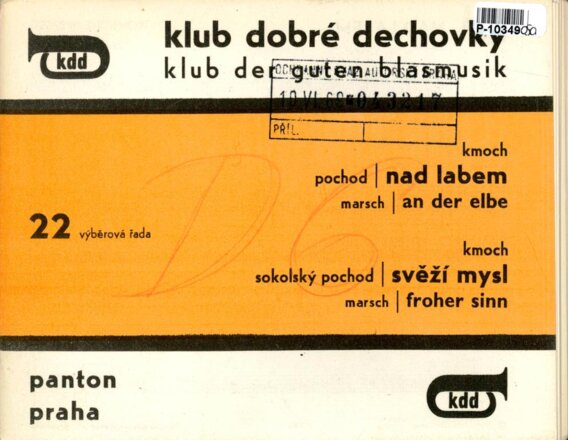 kdd
klub dobré dechovky
klub der guten blasmusik
P-10349
PŘÍL.
kmoch
pochod | nad labem
marsch | an der elbe
22 výběrová řada
kmoch
sokolský pochod | svěží mysl
marsch | froher sinn
panton
praha
kdd